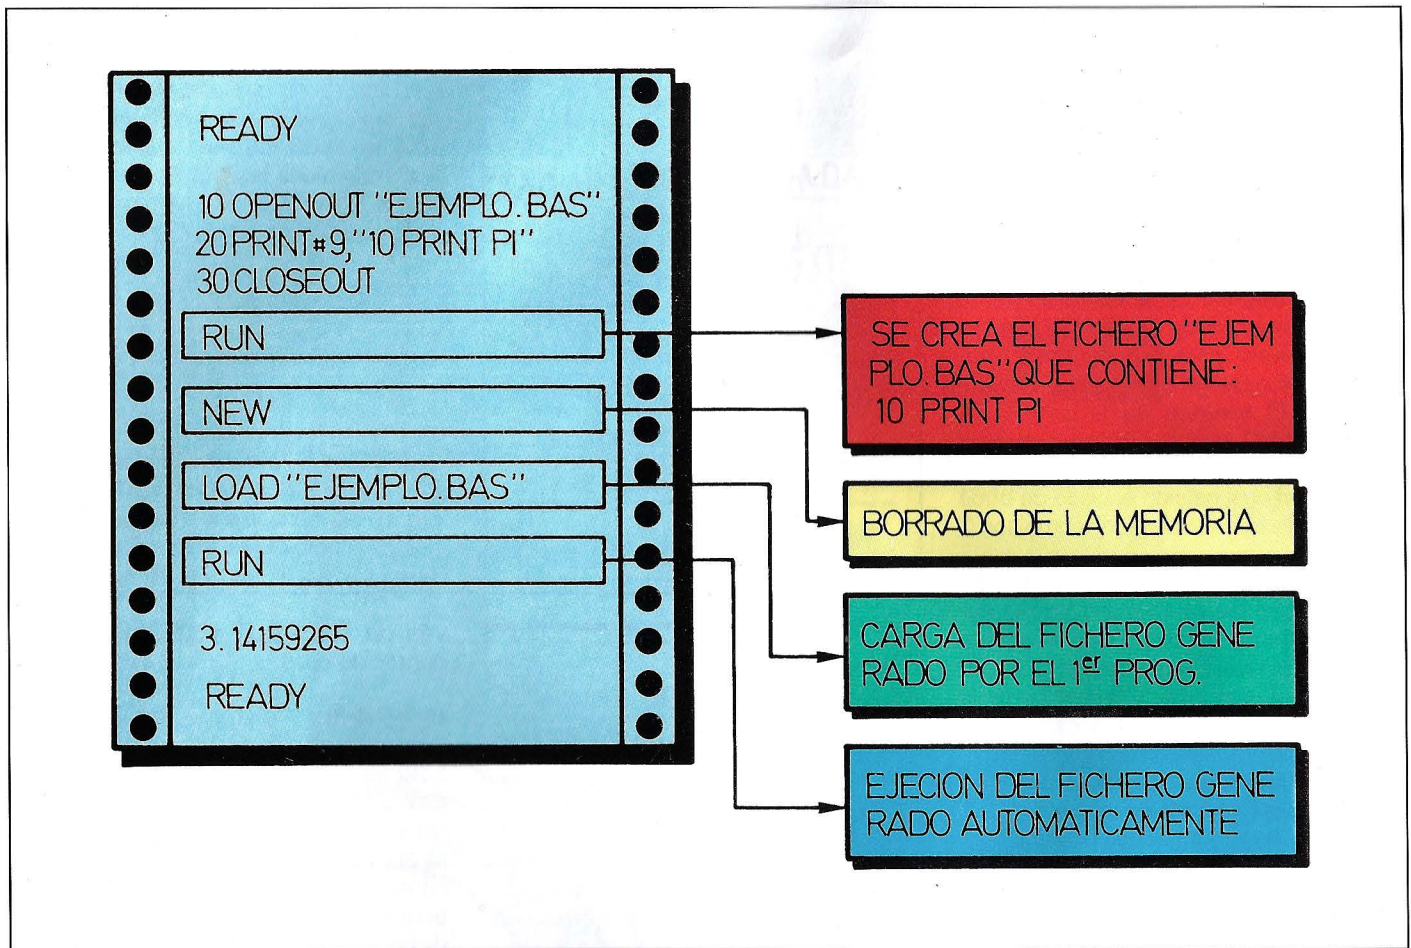 READY
10 OPENOUT "EJEMPLO.BAS"
20 PRINT#9,"10 PRINT PI"
30 CLOSEOUT
RUN
NEW
LOAD "EJEMPLO.BAS"
RUN
3.14159265
READY
SE CREA EL FICHERO "EJEM
PLO.BAS" QUE CONTIENE:
10 PRINT PI
BORRADO DE LA MEMORIA
CARGA DEL FICHERO GENE
RADO POR EL 1er PROG.
EJECION DEL FICHERO GENE
RADO AUTOMATICAMENTE